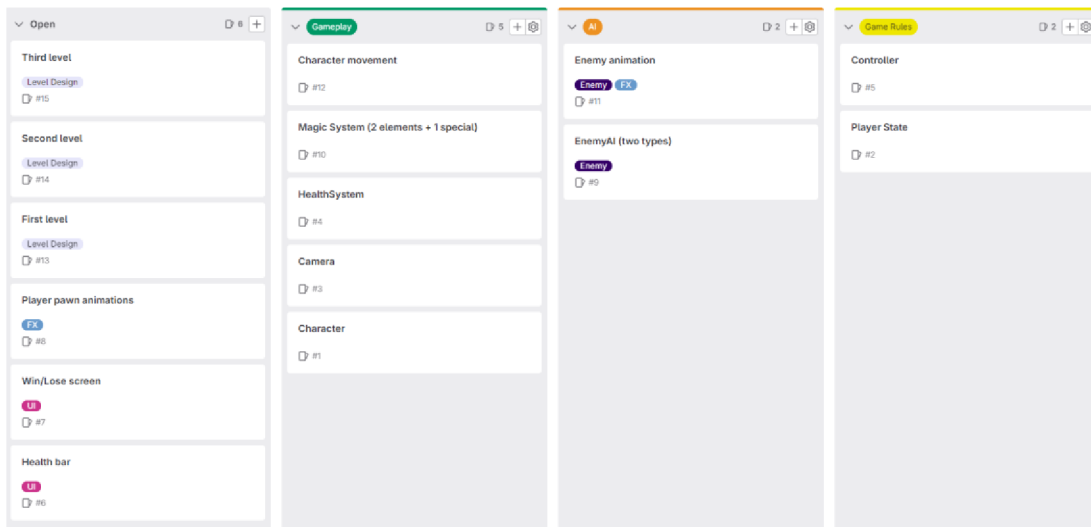 Open 6
Third level
Level Design
#15
Second level
Level Design
#14
First level
Level Design
#13
Player pawn animations
FX
#8
Win/Lose screen
UI
#7
Health bar
UI
#6
Gameplay 5
Character movement
#12
Magic System (2 elements + 1 special)
#10
HealthSystem
#4
Camera
#3
Character
#1
AI 2
Enemy animation
Enemy FX
#11
EnemyAI (two types)
Enemy
#9
Game Rules 2
Controller
#5
Player State
#2